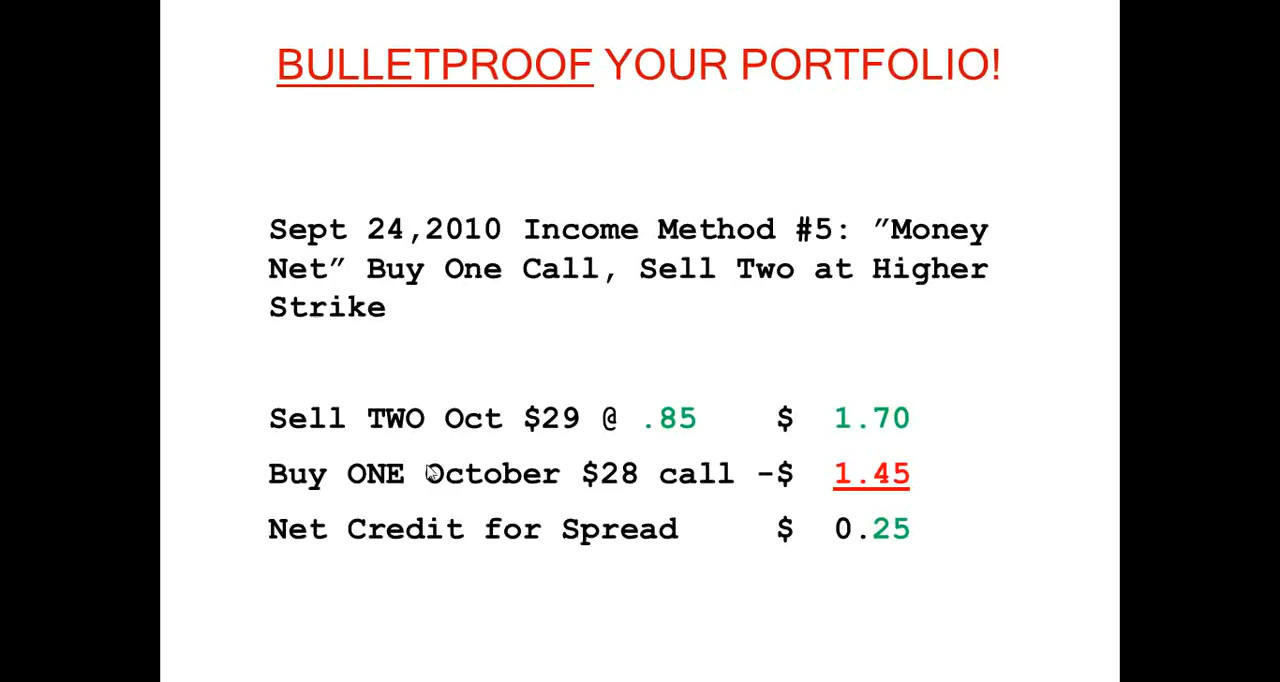 BULLETPROOF YOUR PORTFOLIO!
Sept 24,2010 Income Method #5: ”Money
Net” Buy One Call, Sell Two at Higher
Strike
Sell TWO Oct $29 @ .85 $ 1.70
Buy ONE October $28 call -$ 1.45
Net Credit for Spread $ 0.25